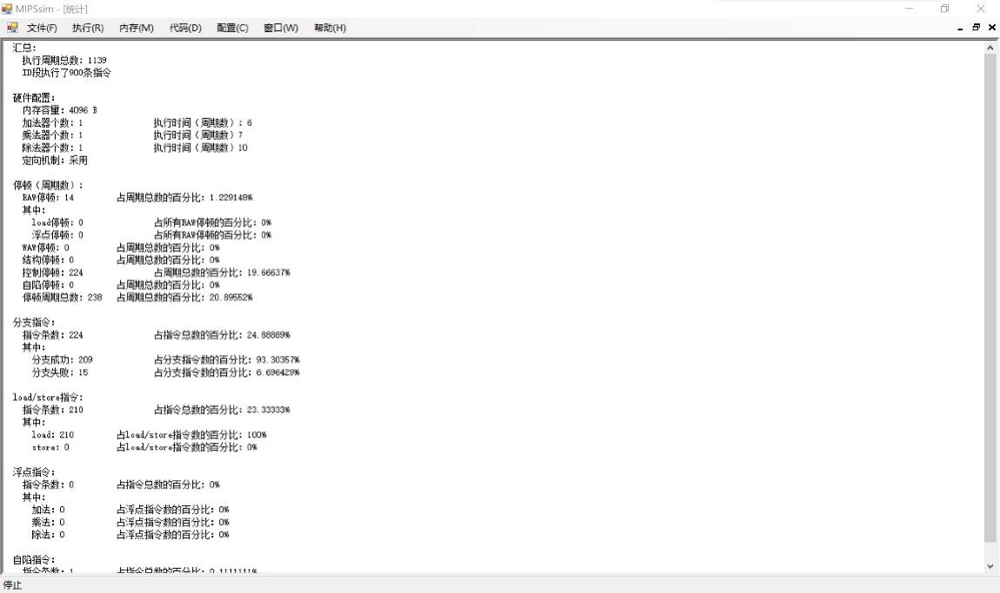 MIPSsim - [统计]
文件(F) 执行(R) 内存(M) 代码(D) 配置(C) 窗口(W) 帮助(H)
汇总:
执行周期总数: 1139
ID段执行了900条指令
硬件配置:
内存容量: 4096 B
加法器个数: 1 执行时间(周期数): 6
乘法器个数: 1 执行时间(周期数) 7
除法器个数: 1 执行时间(周期数) 10
定向机制: 采用
停顿(周期数):
RAW停顿: 14 占周期总数的百分比: 1.229148%
其中:
load停顿: 0 占所有RAW停顿的百分比: 0%
浮点停顿: 0 占所有RAW停顿的百分比: 0%
WAW停顿: 0 占周期总数的百分比: 0%
结构停顿: 0 占周期总数的百分比: 0%
控制停顿: 224 占周期总数的百分比: 19.66637%
自陷停顿: 0 占周期总数的百分比: 0%
停顿周期总数: 238 占周期总数的百分比: 20.89552%
分支指令:
指令条数: 224 占指令总数的百分比: 24.88889%
其中:
分支成功: 209 占分支指令数的百分比: 93.30357%
分支失败: 15 占分支指令数的百分比: 6.696429%
load/store指令:
指令条数: 210 占指令总数的百分比: 23.33333%
其中:
load: 210 占load/store指令数的百分比: 100%
store: 0 占load/store指令数的百分比: 0%
浮点指令:
指令条数: 0 占指令总数的百分比: 0%
其中:
加法: 0 占浮点指令数的百分比: 0%
乘法: 0 占浮点指令数的百分比: 0%
除法: 0 占浮点指令数的百分比: 0%
自陷指令:
指令条数: 1 占指令总数的百分比: 0.1111111%
停止